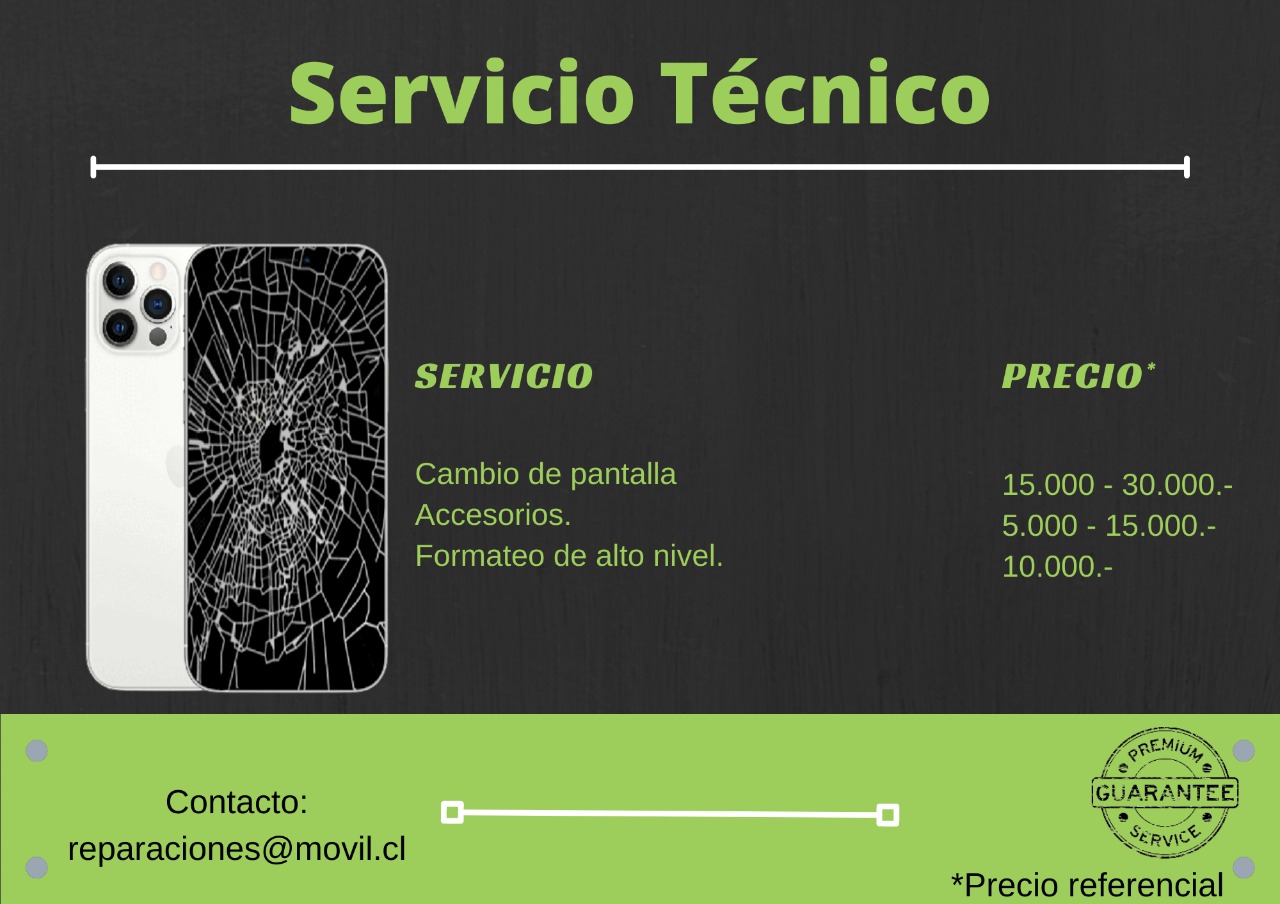 Servicio Técnico
SERVICIO
PRECIO*
Cambio de pantalla
15.000 - 30.000.-
Accesorios.
5.000 - 15.000.-
Formateo de alto nivel.
10.000.-
Contacto:
reparaciones@movil.cl
PREMiUM
GUARANTEE
SERVICE
*Precio referencial